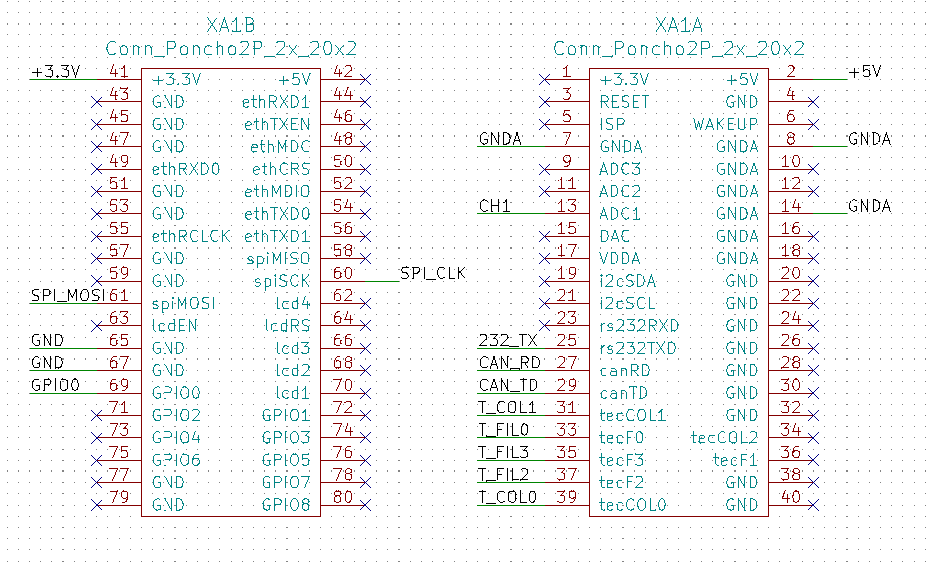 XA1B
Conn_Poncho2P_2x_20x2
+3.3V 41 +3.3V +5V 42
43 GND ethRXD1 44
45 GND ethTXEN 46
47 GND ethMDC 48
49 ethRXD0 ethCRS 50
51 GND ethMDIO 52
53 GND ethTXD0 54
55 ethRCLCK ethTXD1 56
57 GND spiMISO 58
59 GND spiSCK 60 SPI_CLK
SPI_MOSI 61 spiMOSI lcd4 62
63 lcdEN lcdRS 64
GND 65 GND lcd3 66
GND 67 GND lcd2 68
GPIO0 69 GPIO0 lcd1 70
71 GPIO2 GPIO1 72
73 GPIO4 GPIO3 74
75 GPIO6 GPIO5 76
77 GND GPIO7 78
79 GND GPIO8 80
XA1A
Conn_Poncho2P_2x_20x2
1 +3.3V +5V 2 +5V
3 RESET GND 4
5 ISP WAKEUP 6
GNDA 7 GNDA GNDA 8 GNDA
9 ADC3 GNDA 10
11 ADC2 GNDA 12
CH1 13 ADC1 GNDA 14 GNDA
15 DAC GNDA 16
17 VDDA GNDA 18
19 i2cSDA GND 20
21 i2cSCL GND 22
23 rs232RXD GND 24
232_TX 25 rs232TXD GND 26
CAN_RD 27 canRD GND 28
CAN_TD 29 canTD GND 30
T_COL1 31 tecCOL1 GND 32
T_FIL0 33 tecF0 tecCOL2 34
T_FIL3 35 tecF3 tecF1 36
T_FIL2 37 tecF2 GND 38
T_COL0 39 tecCOL0 GND 40